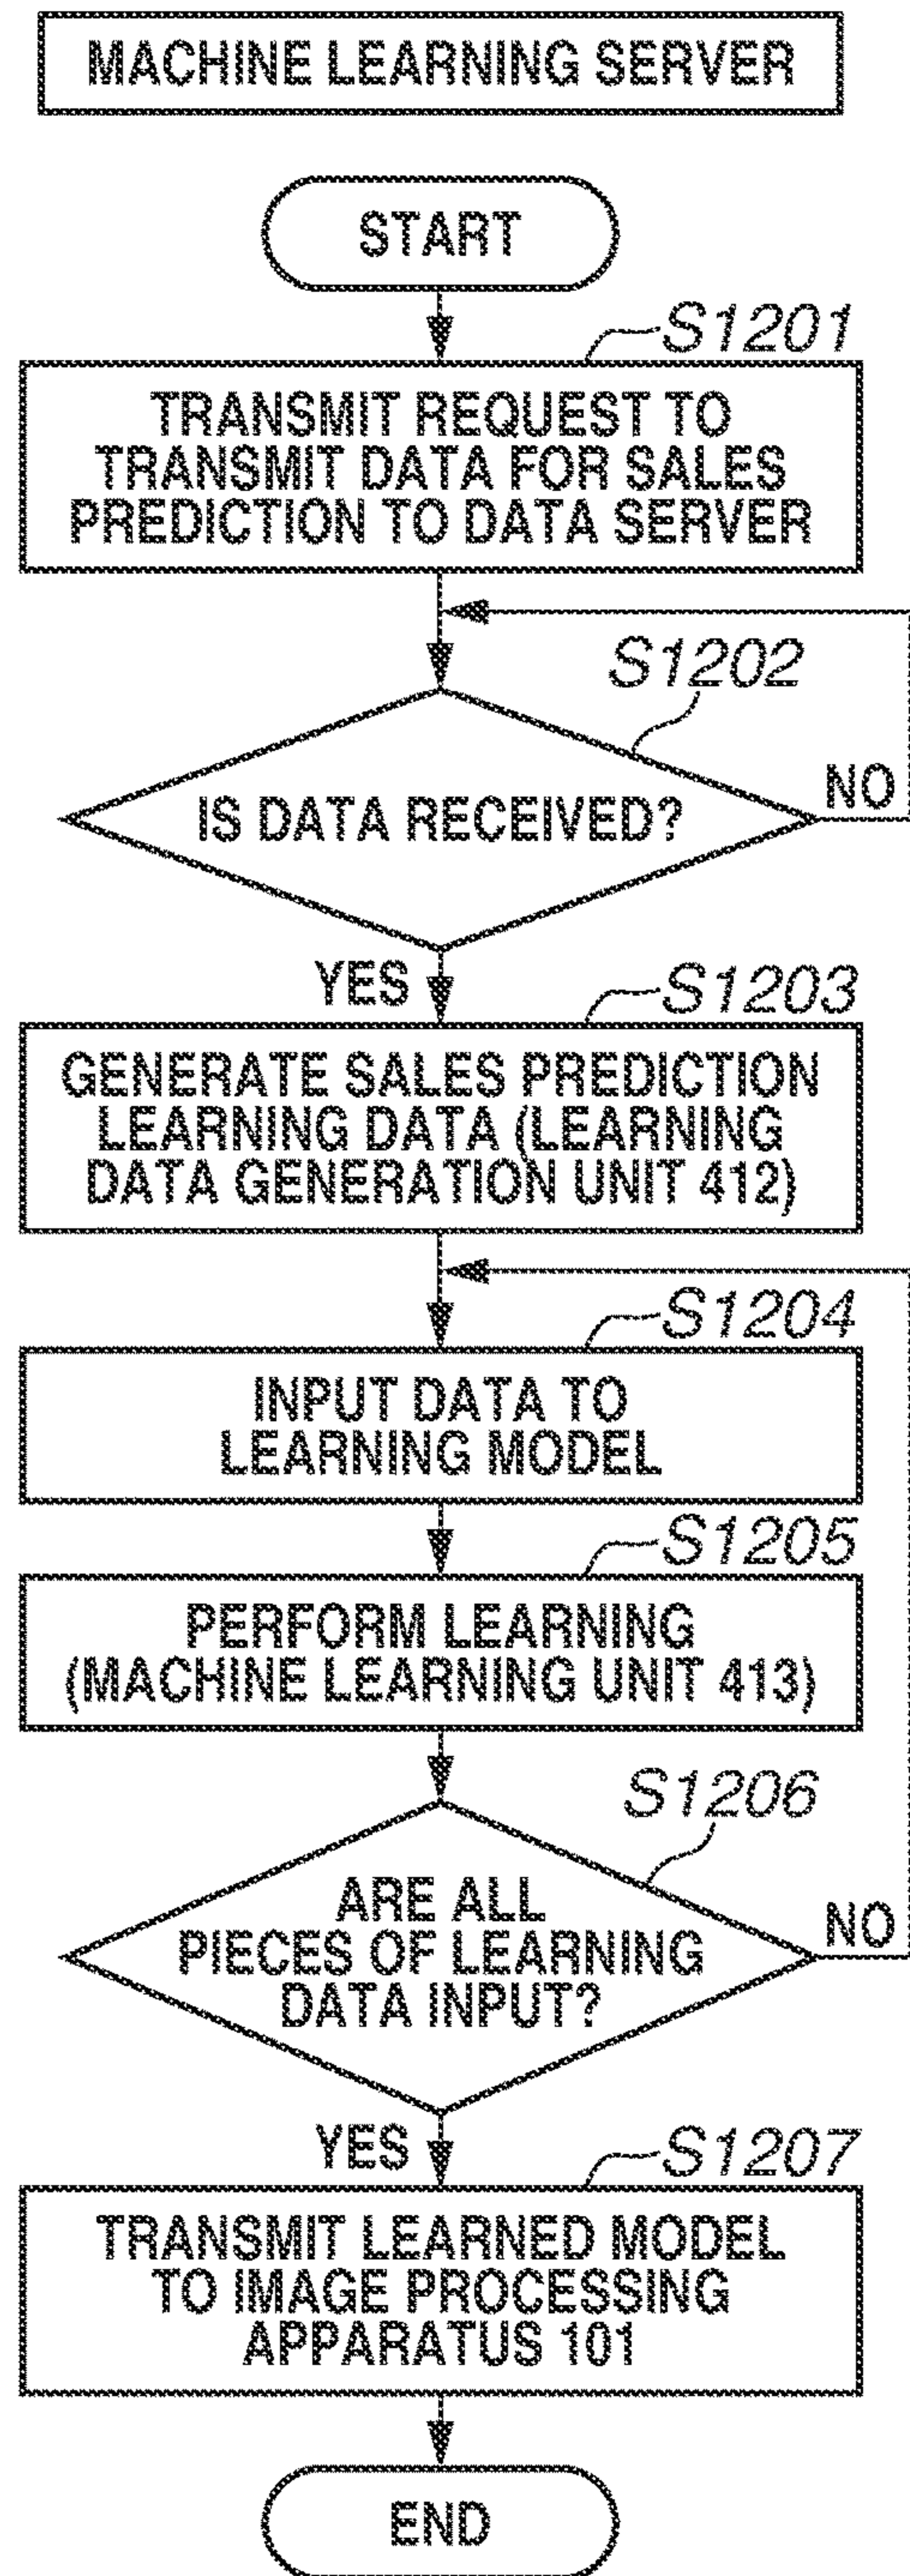 MACHINE LEARNING SERVER
START
S1201
TRANSMIT REQUEST TO
TRANSMIT DATA FOR SALES
PREDICTION TO DATA SERVER
S1202
IS DATA RECEIVED?
NO
YES
S1203
GENERATE SALES PREDICTION
LEARNING DATA (LEARNING
DATA GENERATION UNIT 412)
S1204
INPUT DATA TO
LEARNING MODEL
S1205
PERFORM LEARNING
(MACHINE LEARNING UNIT 413)
S1206
ARE ALL
PIECES OF LEARNING
DATA INPUT?
NO
YES
S1207
TRANSMIT LEARNED MODEL
TO IMAGE PROCESSING
APPARATUS 101
END